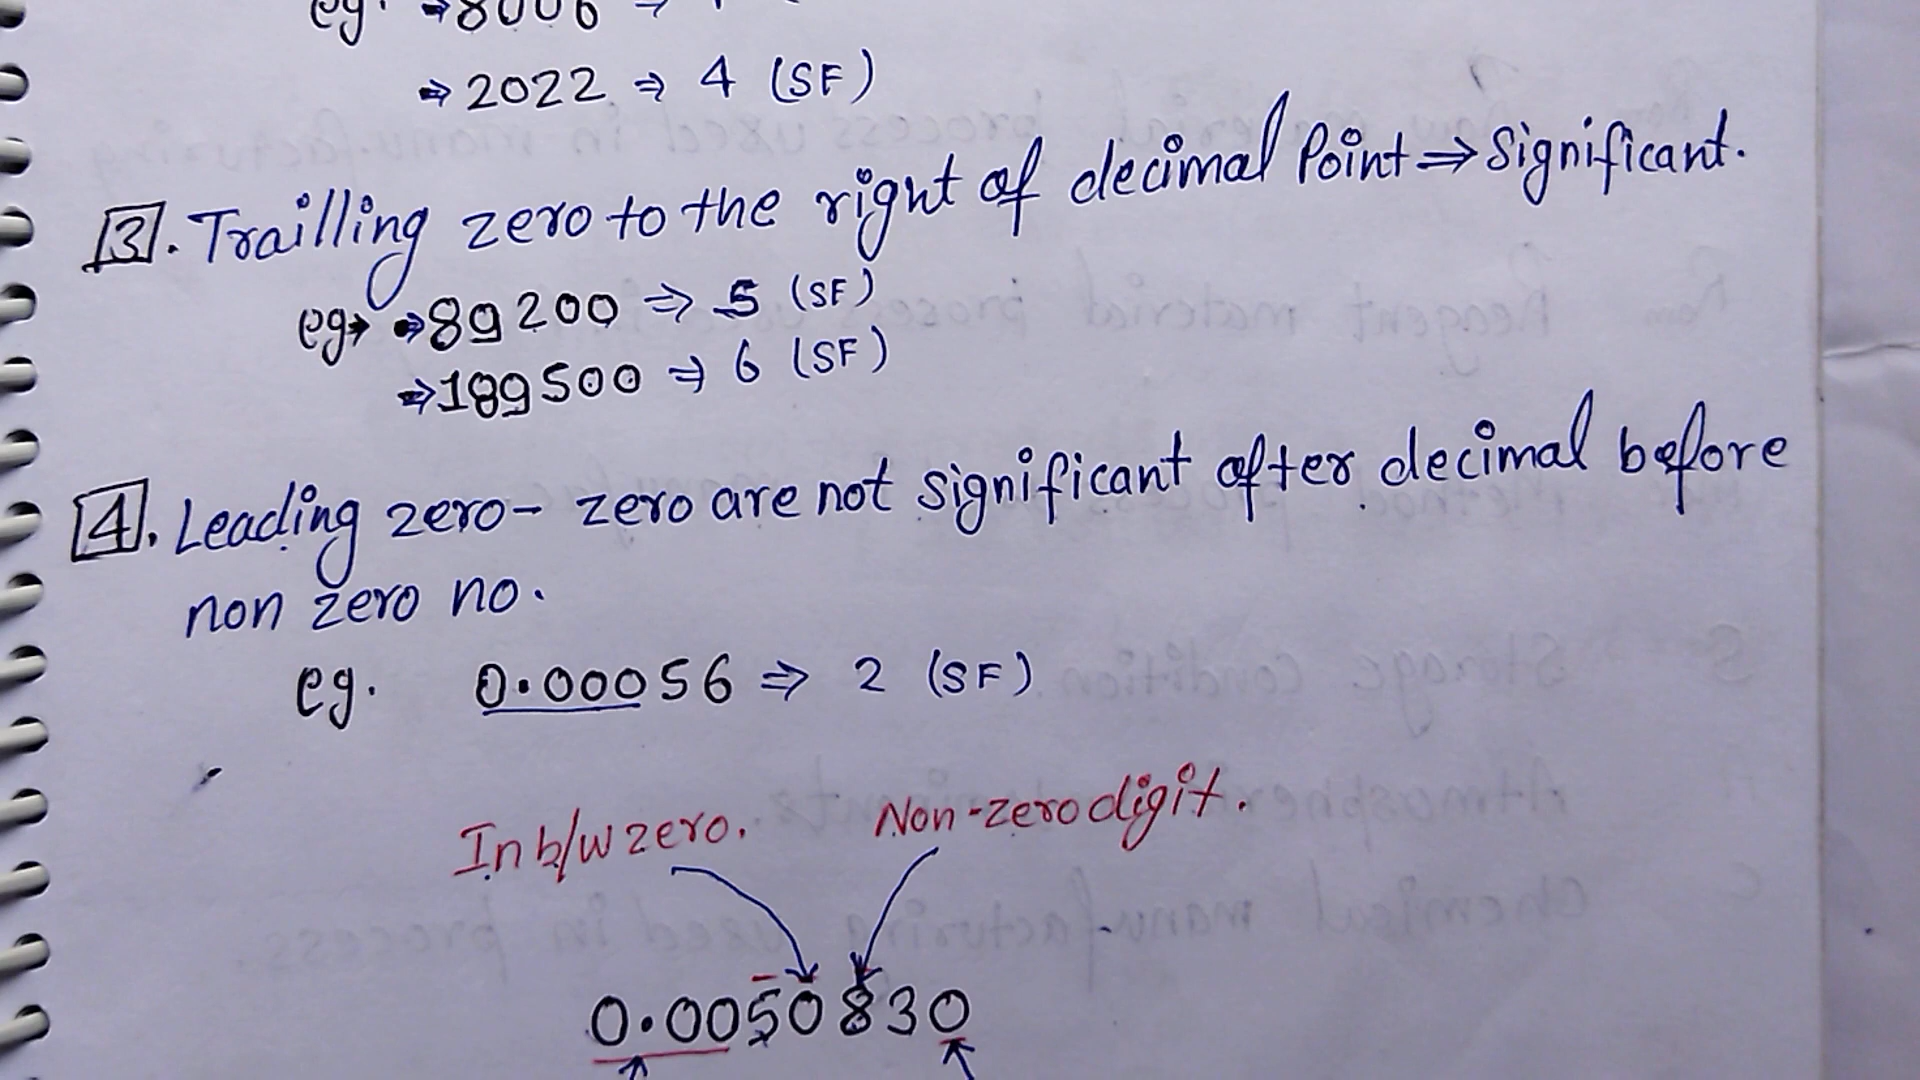 eg. ⇒8006 ⇒
⇒2022 ⇒ 4 (SF)
3. Trailling zero to the right of decimal Point ⇒ Significant.
eg→ ⇒89200 ⇒ 5 (SF)
⇒189500 ⇒ 6 (SF)
4. Leading zero- zero are not significant after decimal before
non zero no.
eg. 0.00056 ⇒ 2 (SF)
In b/w zero. Non-zero digit.
0.0050830